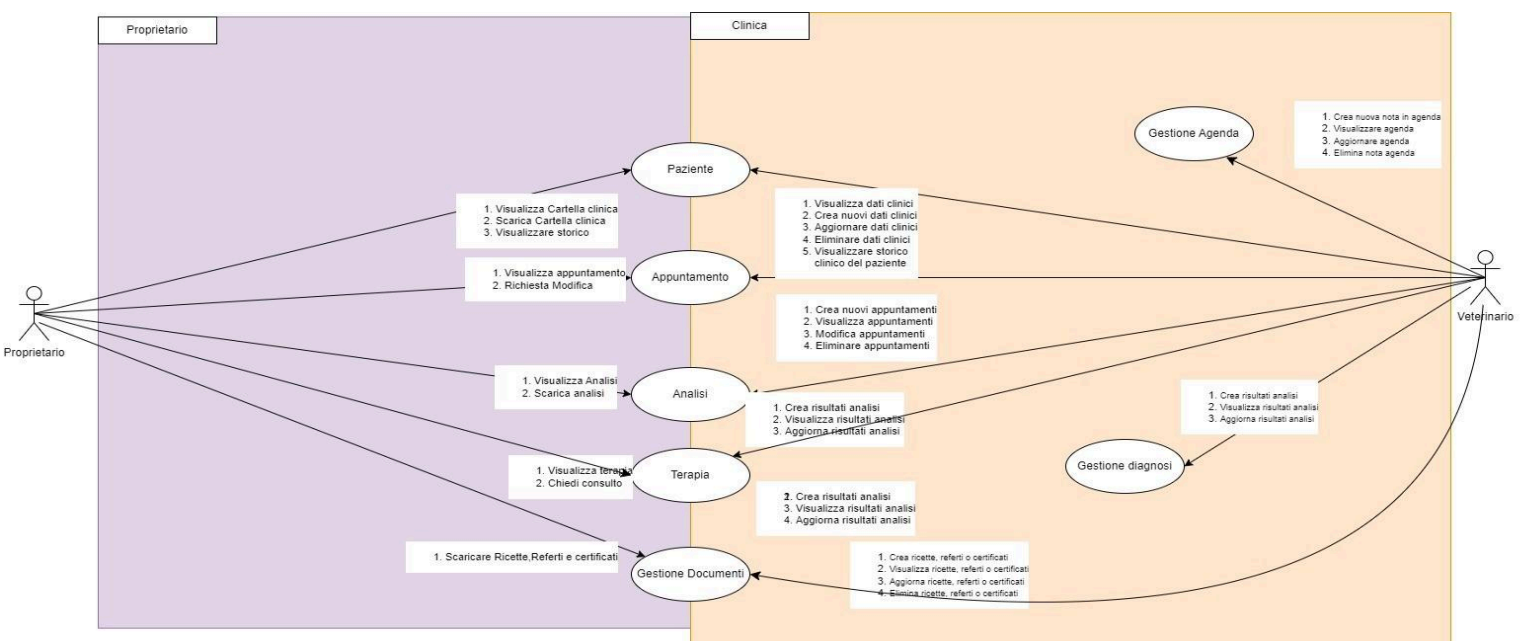 Proprietario
Clinica
Gestione Agenda
1. Crea nuova nota in agenda
2. Visualizzare agenda
3. Aggiornare agenda
4. Elimina nota agenda
Paziente
1. Visualizza Cartella clinica
2. Scarica Cartella clinica
3. Visualizzare storico
1. Visualizza dati clinici
2. Crea nuovi dati clinici
3. Aggiornare dati clinici
4. Eliminare dati clinici
5. Visualizzare storico
clinico del paziente
1. Visualizza appuntamento
2. Richiesta Modifica
Appuntamento
Proprietario
Veterinario
1. Crea nuovi appuntamenti
2. Visualizza appuntamenti
3. Modifica appuntamenti
4. Eliminare appuntamenti
1. Visualizza Analisi
2. Scarica analisi
Analisi
1. Crea risultati analisi
2. Visualizza risultati analisi
3. Aggiorna risultati analisi
1. Crea risultati analisi
2. Visualizza risultati analisi
3. Aggiorna risultati analisi
1. Visualizza terapia
2. Chiedi consulto
Terapia
Gestione diagnosi
2. Crea risultati analisi
3. Visualizza risultati analisi
4. Aggiorna risultati analisi
1. Scaricare Ricette,Referti e certificati
Gestione Documenti
1. Crea ricette, referti o certificati
2. Visualizza ricette, referti o certificati
3. Aggiorna ricette, referti o certificati
4. Elimina ricette, referti o certificati